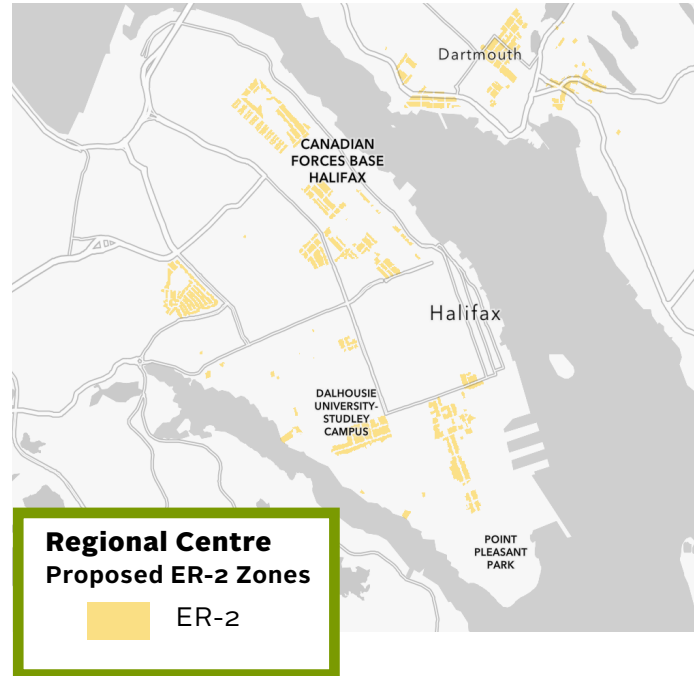 Dartmouth
CANADIAN
FORCES BASE
HALIFAX
Halifax
DALHOUSIE
UNIVERSITY-
STUDLEY
CAMPUS
POINT
PLEASANT
PARK
Regional Centre
Proposed ER-2 Zones
ER-2